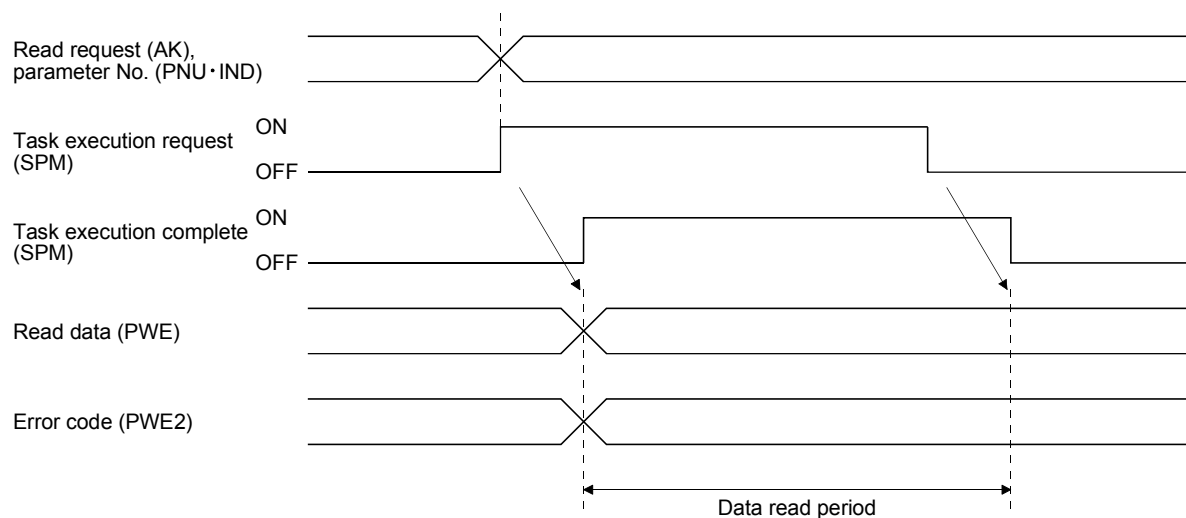 Read request (AK),
parameter No. (PNU・IND)
Task execution request
(SPM)
ON
OFF
Task execution complete
(SPM)
ON
OFF
Read data (PWE)
Error code (PWE2)
Data read period